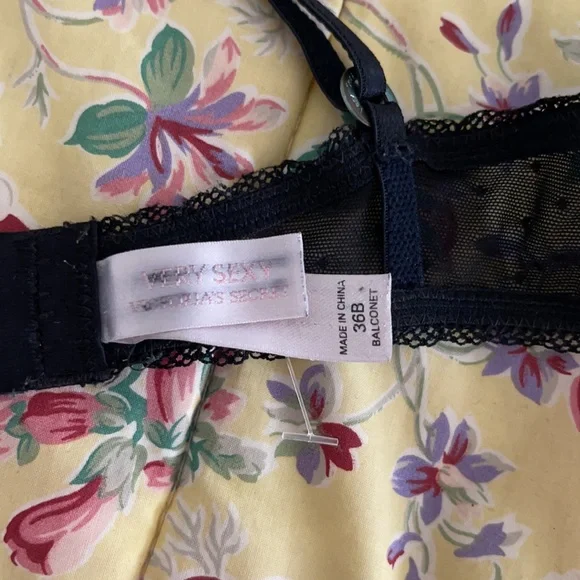 VERY SEXY
VICTORIA'S SECRET
MADE IN CHINA
36B
BALCONET